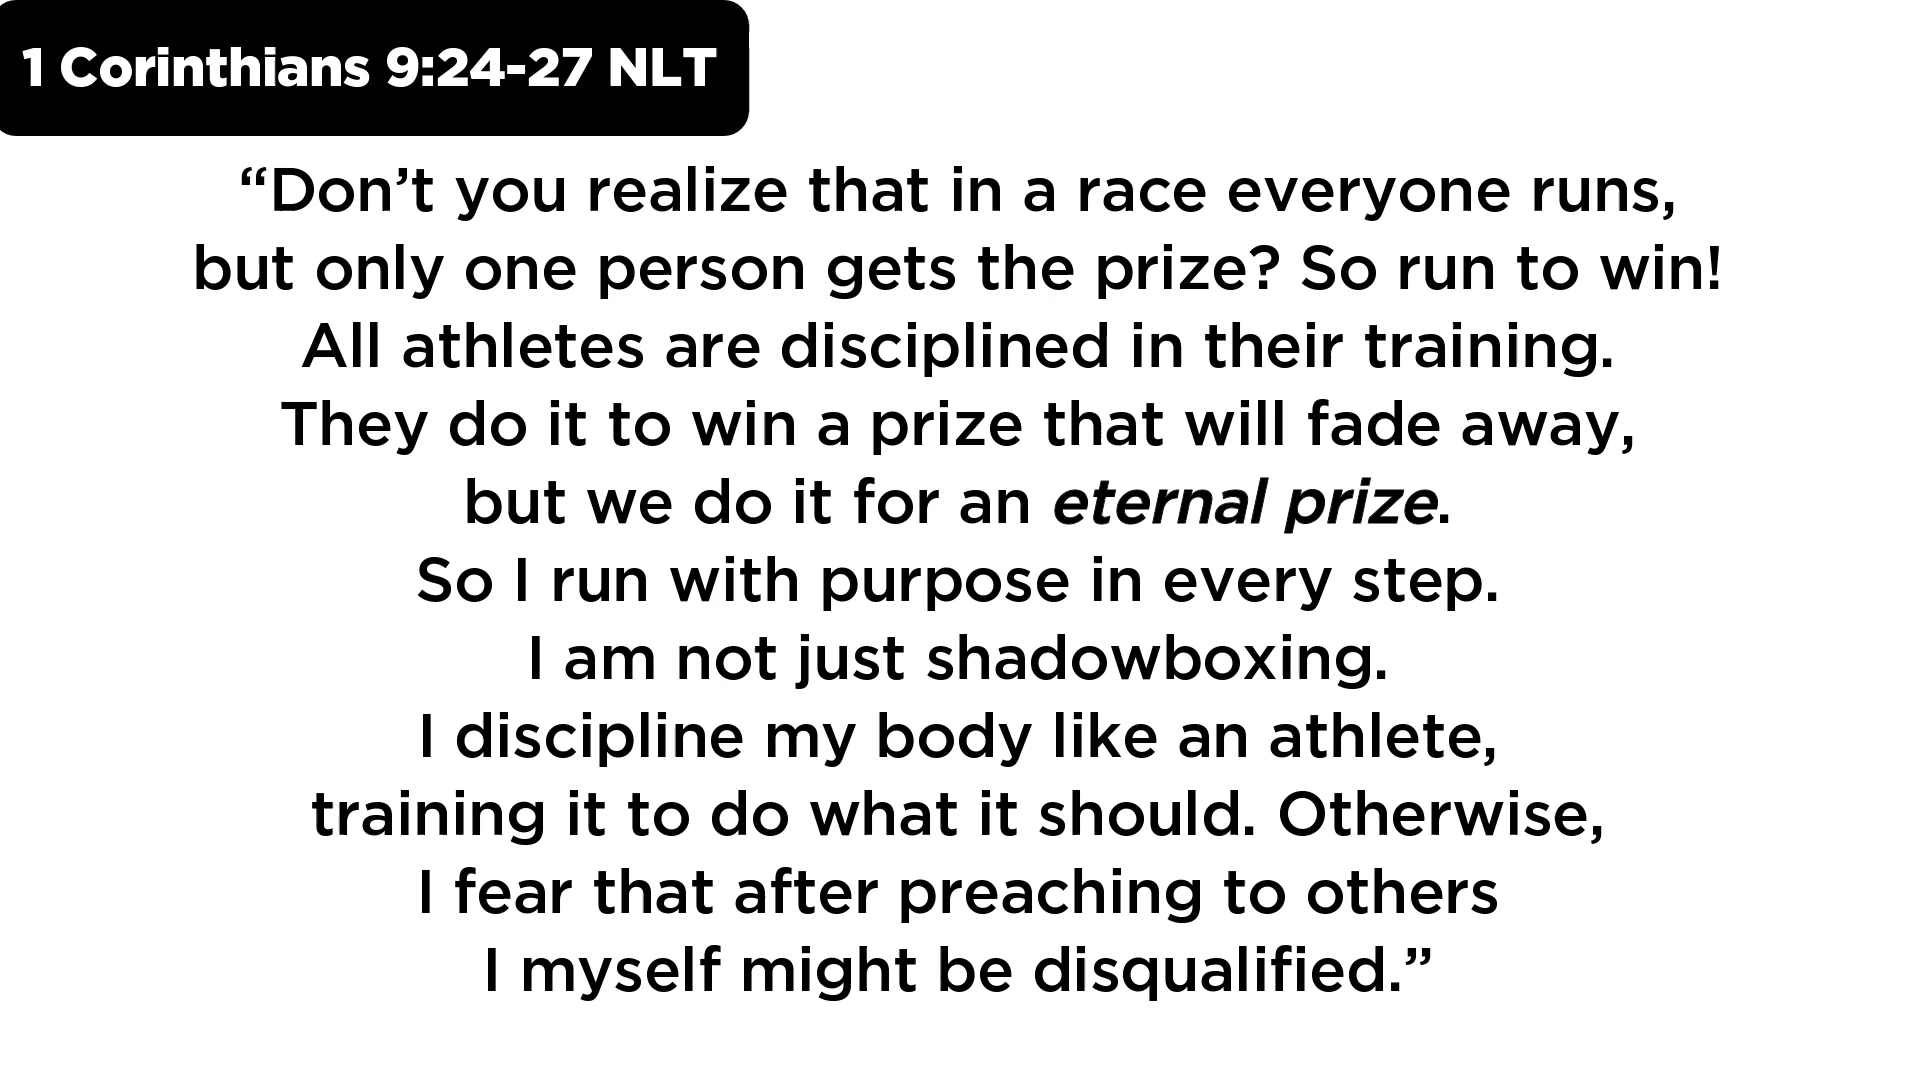 1 Corinthians 9:24-27 NLT
“Don’t you realize that in a race everyone runs,
but only one person gets the prize? So run to win!
All athletes are disciplined in their training.
They do it to win a prize that will fade away,
but we do it for an eternal prize.
So I run with purpose in every step.
I am not just shadowboxing.
I discipline my body like an athlete,
training it to do what it should. Otherwise,
I fear that after preaching to others
I myself might be disqualified.”